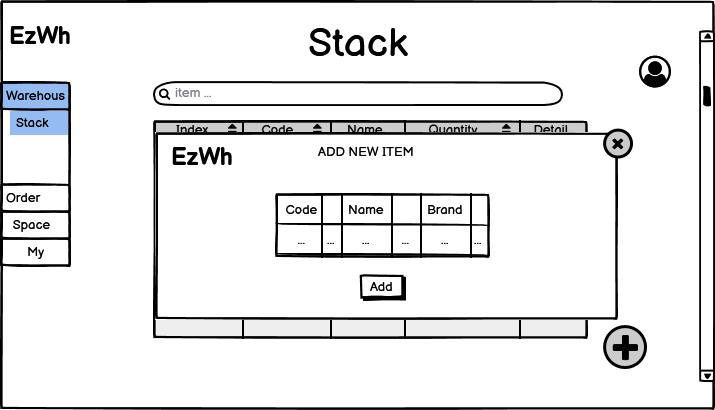 EzWh
Stack
item ...
Warehous
Stack
Index Code Name Quantity Detail
EzWh
ADD NEW ITEM
Order
Space
My
Code Name Brand
... ... ... ... ... ...
Add